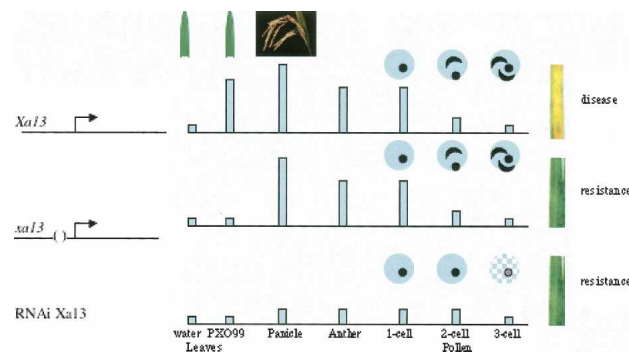 disease
Xa13
resistance
xa13 ( )
resistance
RNAi Xa13
water PXO99 Panicle Anther 1-cell 2-cell 3-cell
Leaves Pollen